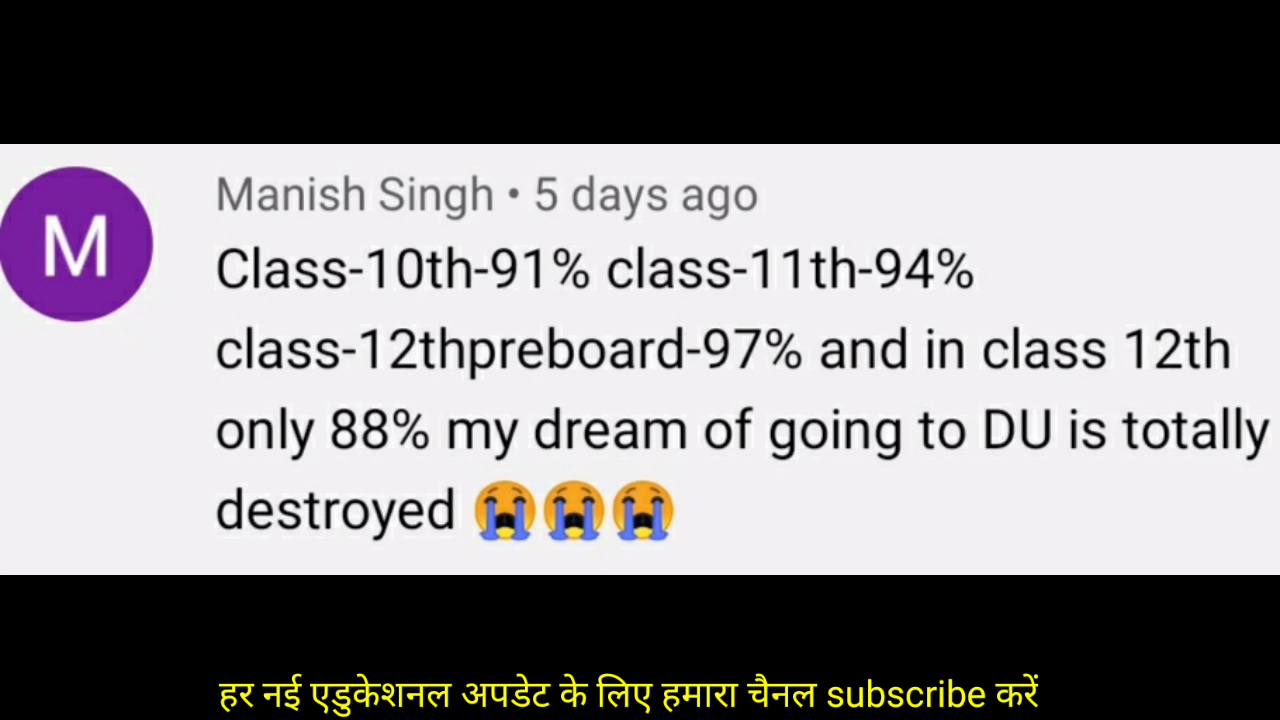 M
Manish Singh • 5 days ago
Class-10th-91% class-11th-94%
class-12thpreboard-97% and in class 12th
only 88% my dream of going to DU is totally
destroyed 😭😭😭
हर नई एडुकेशनल अपडेट के लिए हमारा चैनल subscribe करें